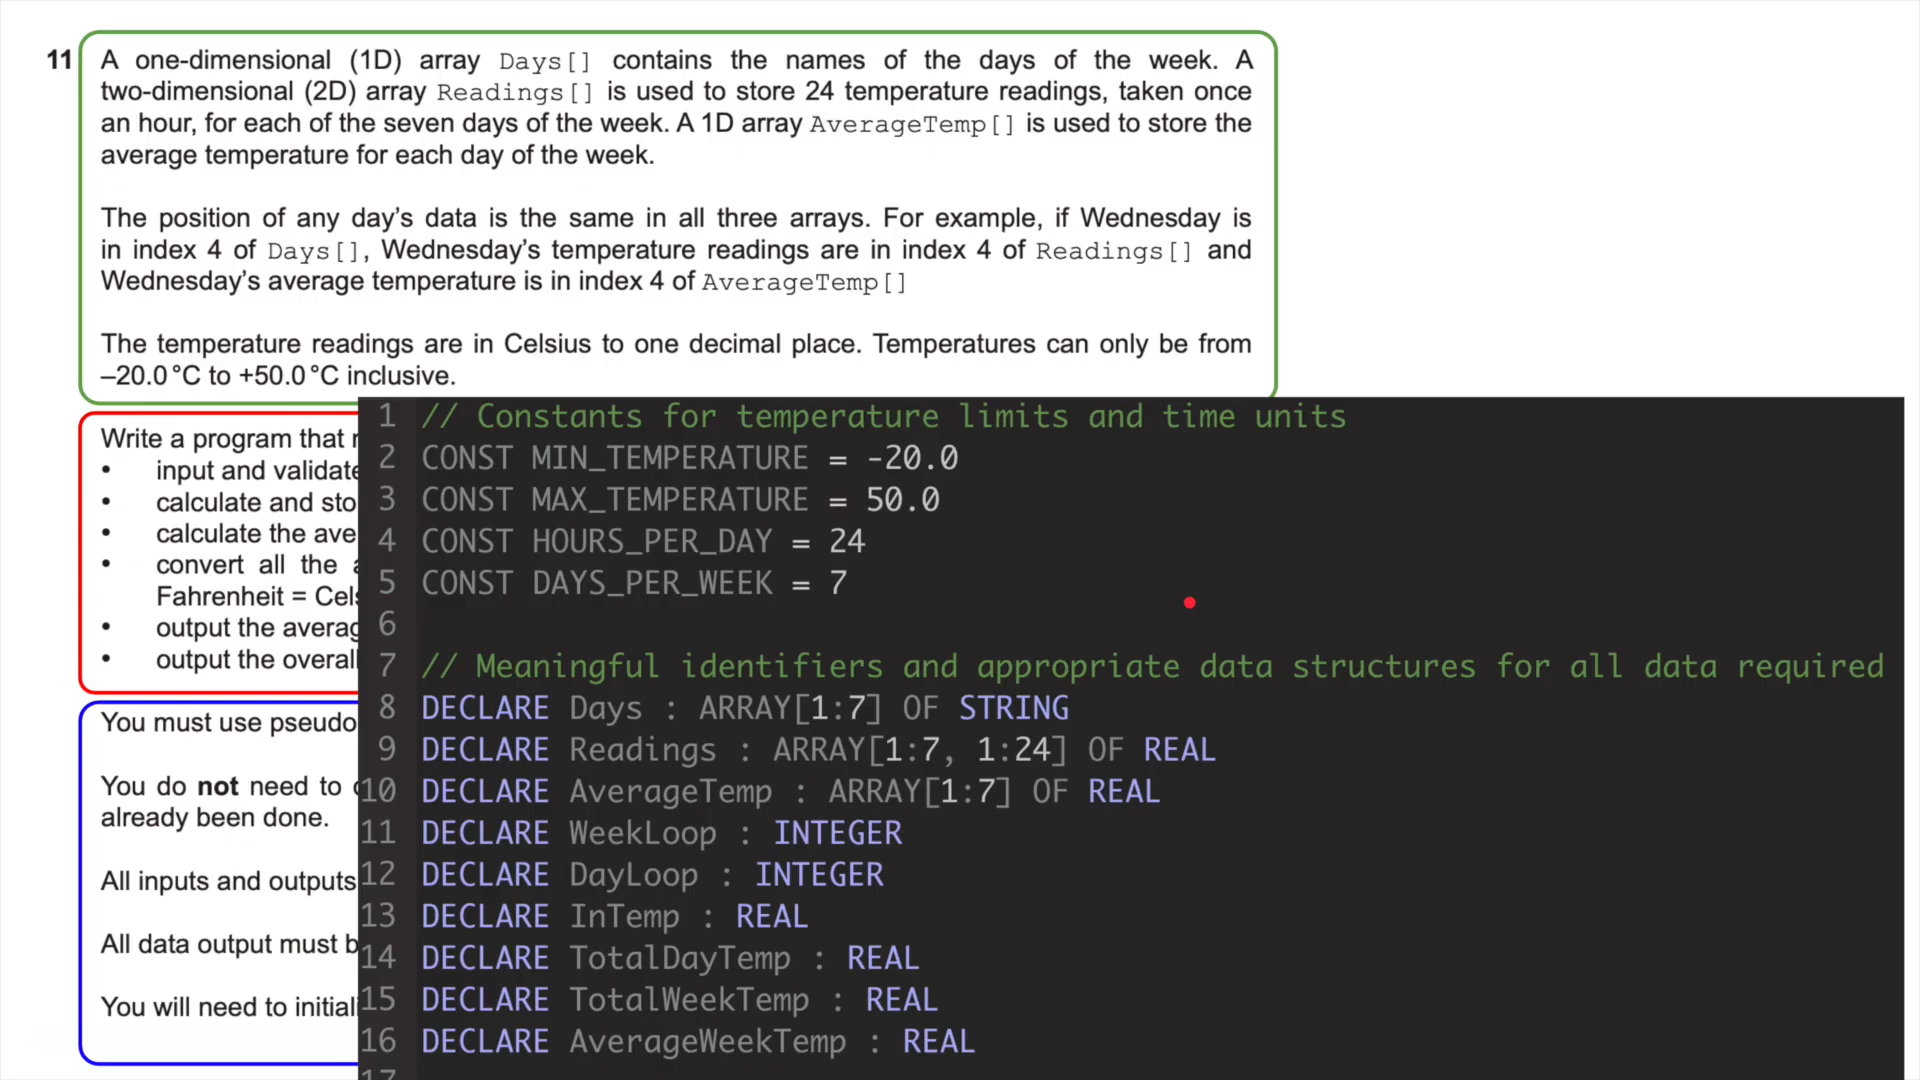 11 A one-dimensional (1D) array Days[] contains the names of the days of the week. A
two-dimensional (2D) array Readings[] is used to store 24 temperature readings, taken once
an hour, for each of the seven days of the week. A 1D array AverageTemp[] is used to store the
average temperature for each day of the week.
The position of any day's data is the same in all three arrays. For example, if Wednesday is
in index 4 of Days[], Wednesday's temperature readings are in index 4 of Readings[] and
Wednesday's average temperature is in index 4 of AverageTemp[]
The temperature readings are in Celsius to one decimal place. Temperatures can only be from
–20.0 °C to +50.0 °C inclusive.
Write a program that
• input and validate
• calculate and sto
• calculate the ave
• convert all the
Fahrenheit = Cels
• output the averag
• output the overall
You must use pseudo
You do not need to
already been done.
All inputs and outputs
All data output must b
You will need to initiali
1 // Constants for temperature limits and time units
2 CONST MIN_TEMPERATURE = -20.0
3 CONST MAX_TEMPERATURE = 50.0
4 CONST HOURS_PER_DAY = 24
5 CONST DAYS_PER_WEEK = 7
6
7 // Meaningful identifiers and appropriate data structures for all data required
8 DECLARE Days : ARRAY[1:7] OF STRING
9 DECLARE Readings : ARRAY[1:7, 1:24] OF REAL
10 DECLARE AverageTemp : ARRAY[1:7] OF REAL
11 DECLARE WeekLoop : INTEGER
12 DECLARE DayLoop : INTEGER
13 DECLARE InTemp : REAL
14 DECLARE TotalDayTemp : REAL
15 DECLARE TotalWeekTemp : REAL
16 DECLARE AverageWeekTemp : REAL
17